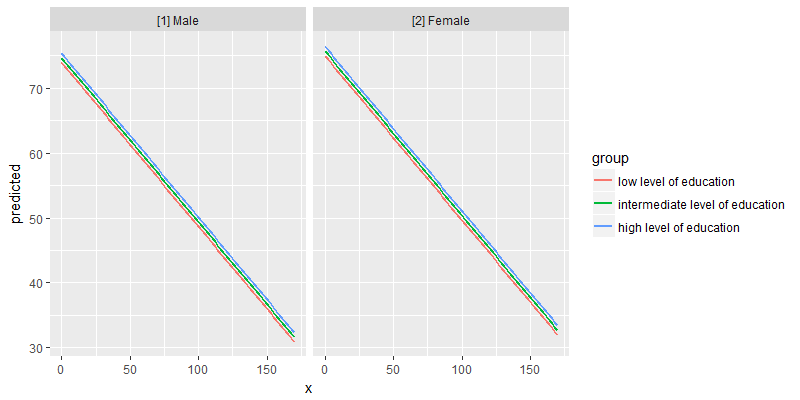 [1] Male
[2] Female
predicted
70
60
50
40
30
0
50
100
150
0
50
100
150
x
group
low level of education
intermediate level of education
high level of education